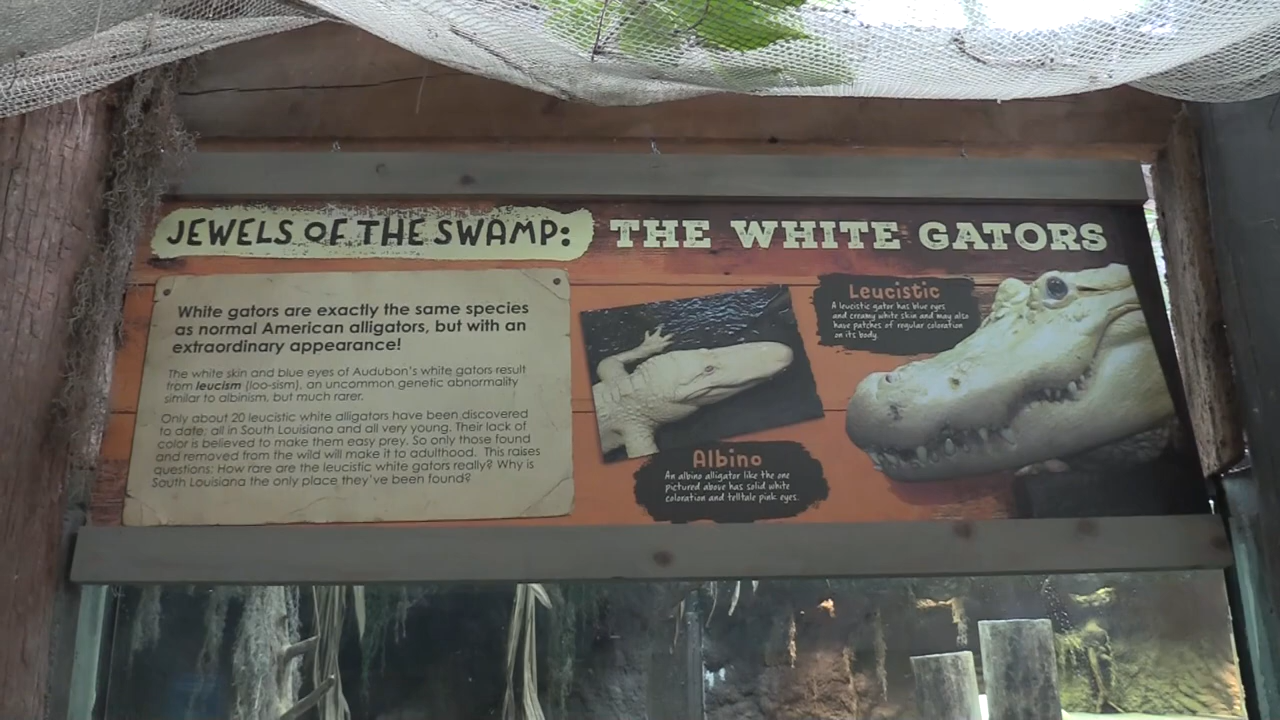 JEWELS OF THE SWAMP: THE WHITE GATORS
White gators are exactly the same species
as normal American alligators, but with an
extraordinary appearance!
The white skin and blue eyes of Audubon's white gators result
from leucism (loo-sism), an uncommon genetic abnormality
similar to albinism, but much rarer.
Only about 20 leucistic white alligators have been discovered
to date; all in South Louisiana and all very young. Their lack of
color is believed to make them easy prey. So only those found
and removed from the wild will make it to adulthood. This raises
questions: How rare are the leucistic white gators really? Why is
South Louisiana the only place they've been found?
Albino
An albino alligator like the one
pictured above has solid white
coloration and telltale pink eyes.
Leucistic
A leucistic gator has blue eyes
and creamy white skin and may also
have patches of regular coloration
on its body.